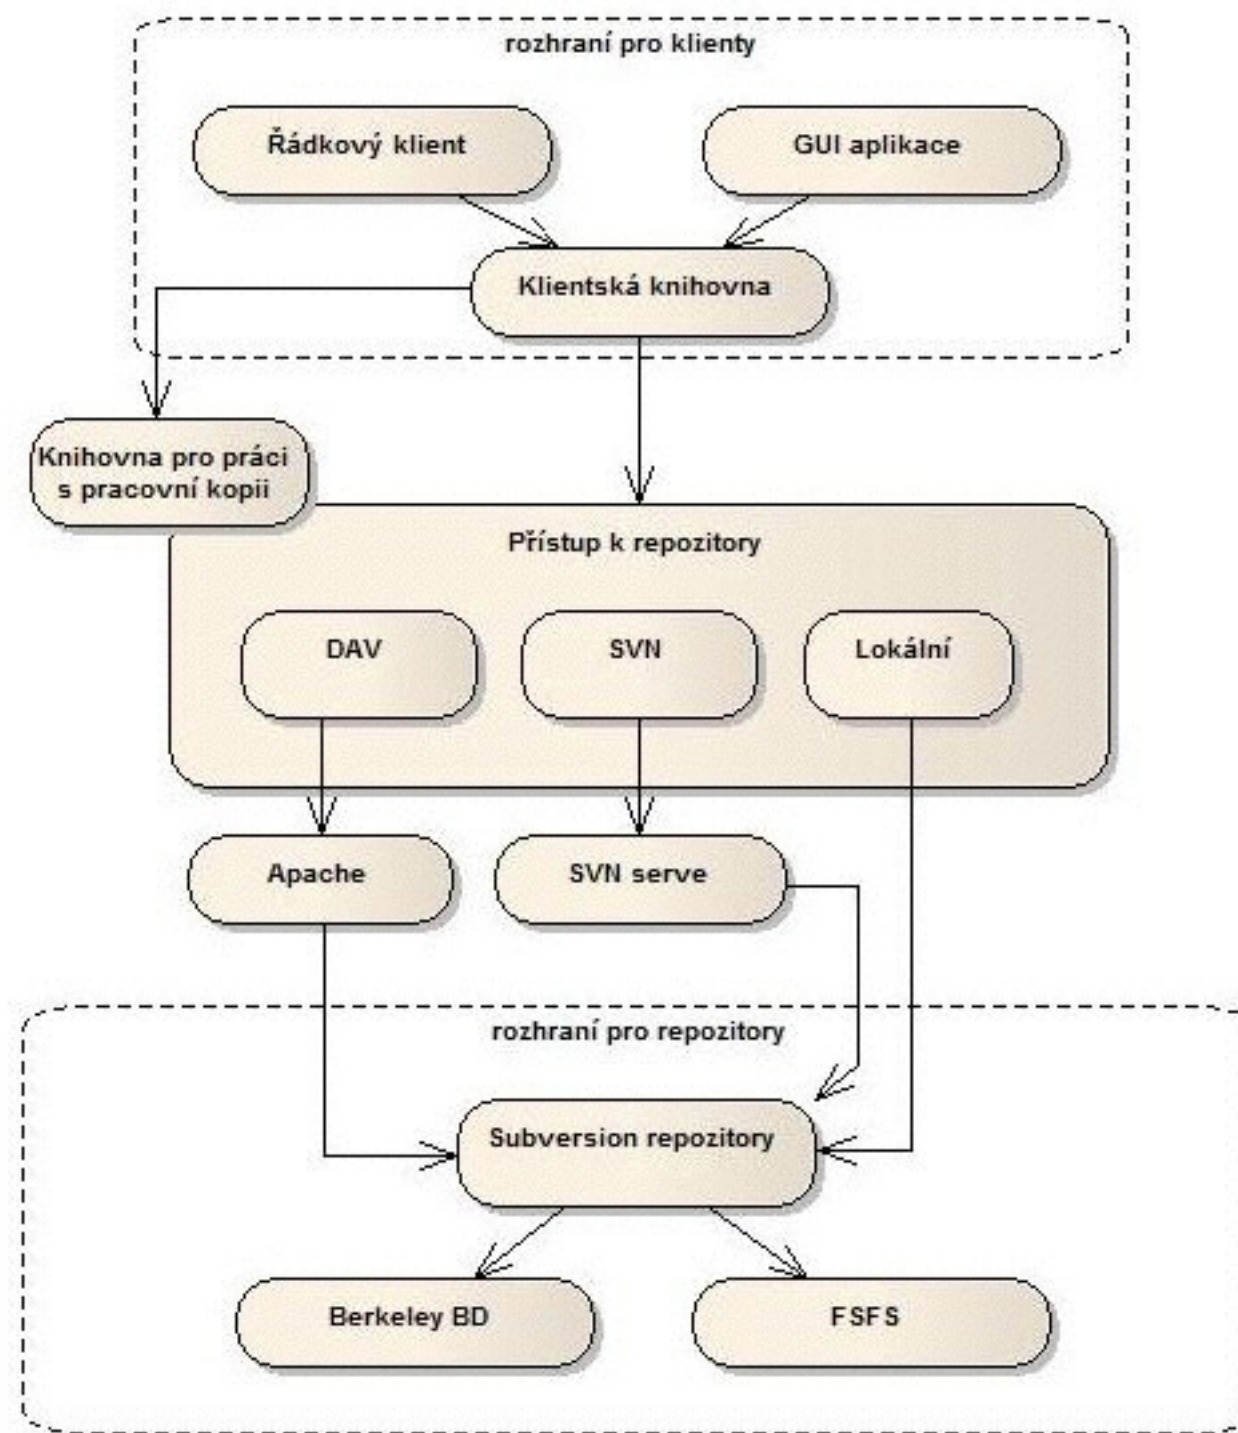 rozhraní pro klienty
Řádkový klient
GUI aplikace
Klientská knihovna
Knihovna pro práci
s pracovní kopii
Přístup k repozitory
DAV
SVN
Lokální
Apache
SVN serve
rozhraní pro repozitory
Subversion repozitory
Berkeley BD
FSFS